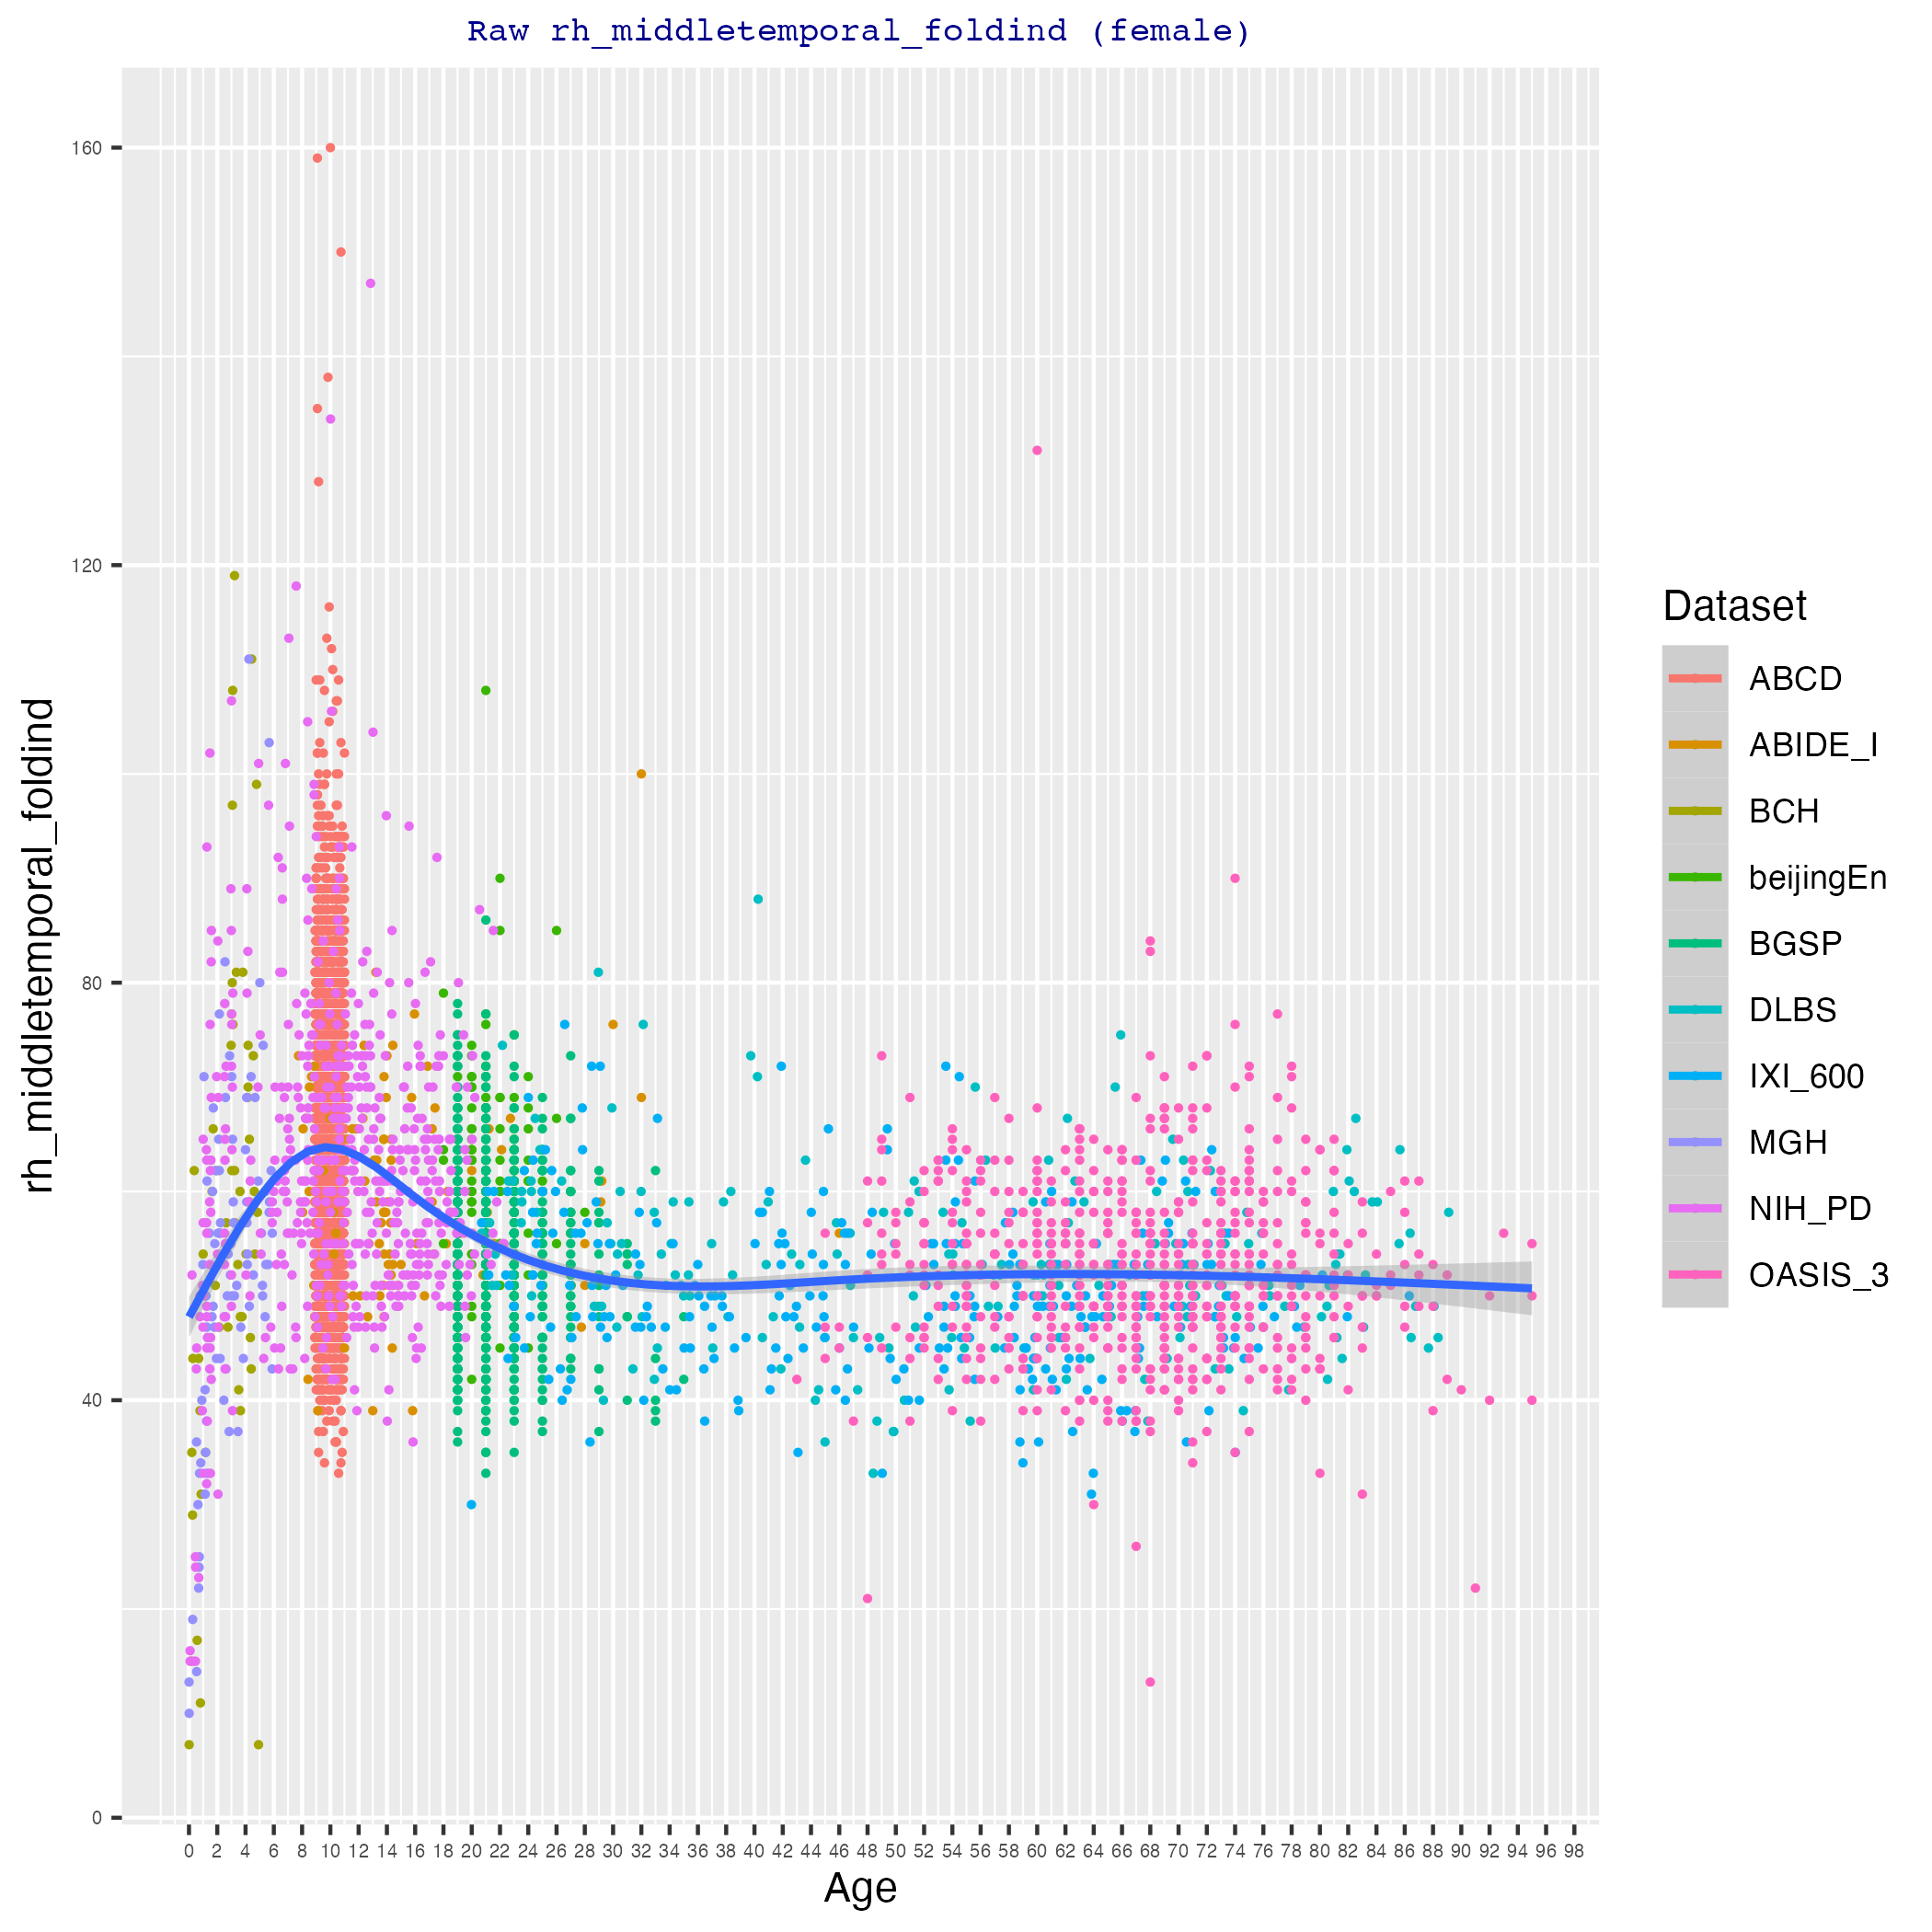 Raw rh_middletemporal_foldind (female)
160
120
80
40
0
rh_middletemporal_foldind
0 2 4 6 8 10 12 14 16 18 20 22 24 26 28 30 32 34 36 38 40 42 44 46 48 50 52 54 56 58 60 62 64 66 68 70 72 74 76 78 80 82 84 86 88 90 92 94 96 98
Age
Dataset
ABCD
ABIDE_I
BCH
beijingEn
BGSP
DLBS
IXI_600
MGH
NIH_PD
OASIS_3